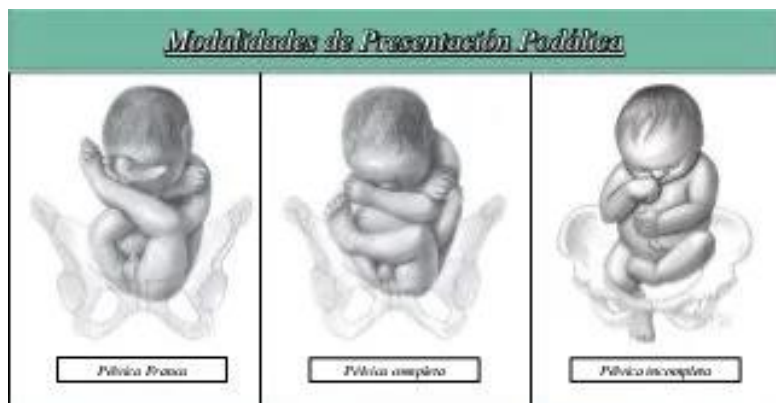 Modalidades de Presentación Podálica
Pélvica Franca
Pélvica completa
Pélvica incompleta